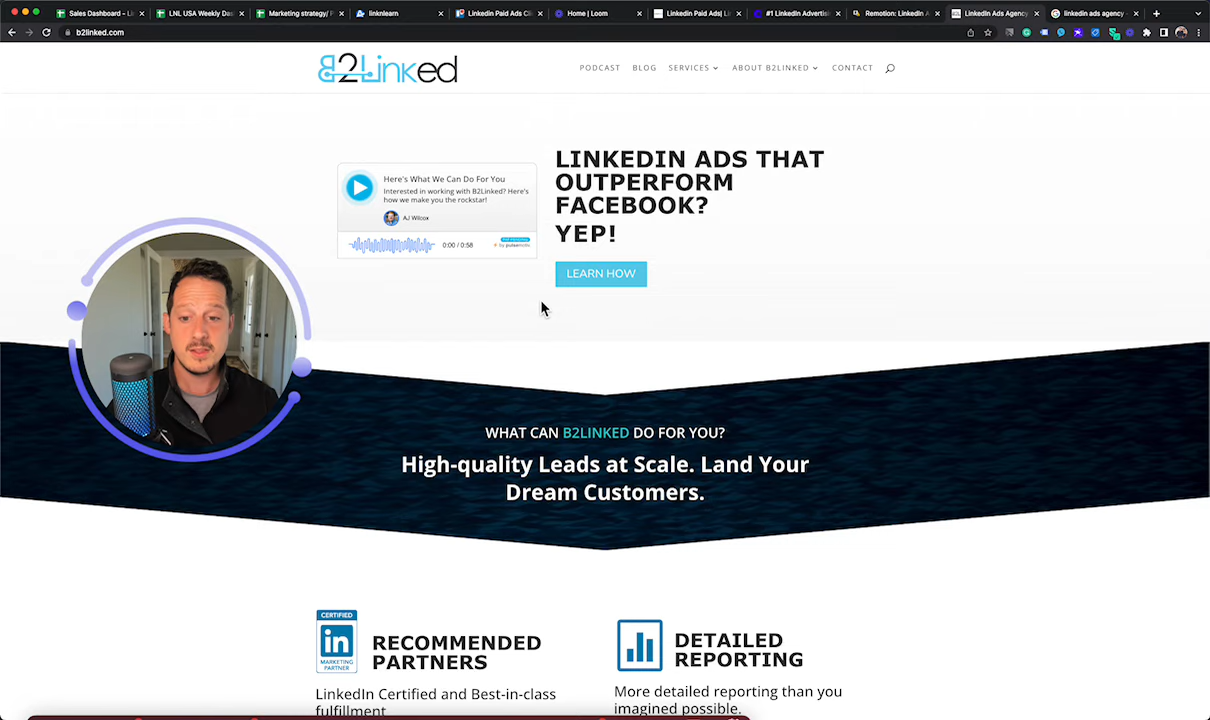 Sales Dashboard - Li
LNL USA Weekly Das
Marketing strategy/ P
linknlearn
Linkedin Paid Ads Cli
Home | Loom
Linkedin Paid Ads| Lin
#1 LinkedIn Advertisi
Remotion: LinkedIn A
LinkedIn Ads Agency
linkedin ads agency -
b2linked.com
B2Linked
PODCAST
BLOG
SERVICES
ABOUT B2LINKED
CONTACT
Here's What We Can Do For You
Interested in working with B2Linked? Here's
how we make you the rockstar!
AJ Wilcox
0:00 / 0:58
LINKEDIN ADS THAT
OUTPERFORM
FACEBOOK?
YEP!
LEARN HOW
WHAT CAN B2LINKED DO FOR YOU?
High-quality Leads at Scale. Land Your
Dream Customers.
CERTIFIED
in
MARKETING
PARTNER
RECOMMENDED
PARTNERS
LinkedIn Certified and Best-in-class
fulfillment
DETAILED
REPORTING
More detailed reporting than you
imagined possible.